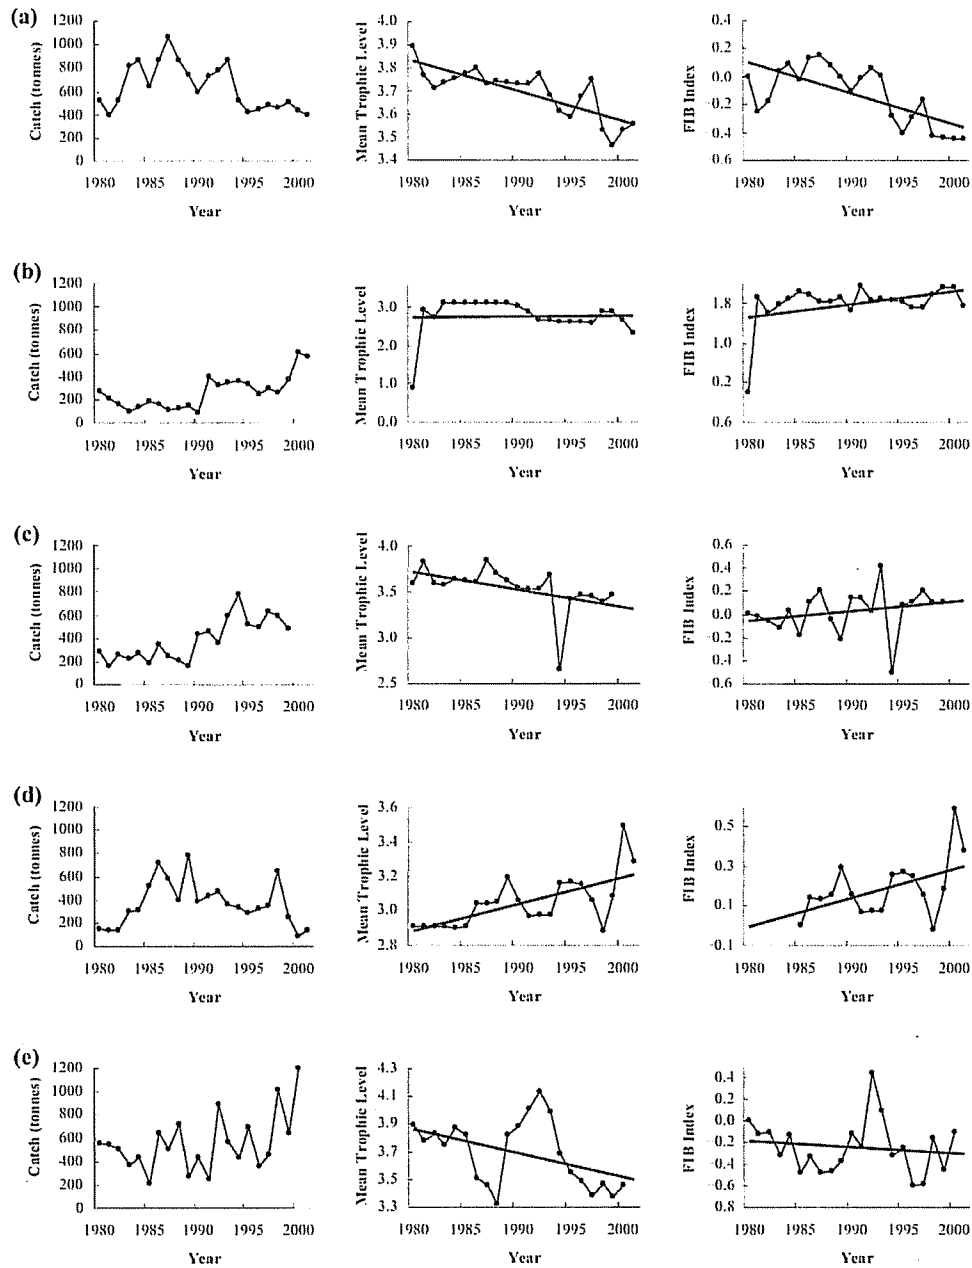 (a)
Catch (tonnes)
1200
1000
800
600
400
200
0
1980 1985 1990 1995 2000
Year
Mean Trophic Level
4.0
3.9
3.8
3.7
3.6
3.5
3.4
1980 1985 1990 1995 2000
Year
FIB Index
0.4
0.2
0.0
0.2
0.4
0.6
1980 1985 1990 1995 2000
Year
(b)
Catch (tonnes)
1200
1000
800
600
400
200
0
1980 1985 1990 1995 2000
Year
Mean Trophic Level
3.0
2.0
1.0
0.0
1980 1985 1990 1995 2000
Year
FIB Index
1.8
1.0
0.2
0.6
1980 1985 1990 1995 2000
Year
(c)
Catch (tonnes)
1200
1000
800
600
400
200
0
1980 1985 1990 1995 2000
Year
Mean Trophic Level
4.0
3.5
3.0
2.5
1980 1985 1990 1995 2000
Year
FIB Index
0.6
0.4
0.2
0.0
0.2
0.4
0.6
1980 1985 1990 1995 2000
Year
(d)
Catch (tonnes)
1200
1000
800
600
400
200
0
1980 1985 1990 1995 2000
Year
Mean Trophic Level
3.6
3.4
3.2
3.0
2.8
1980 1985 1990 1995 2000
Year
FIB Index
0.5
0.3
0.1
-0.1
1980 1985 1990 1995 2000
Year
(e)
Catch (tonnes)
1200
1000
800
600
400
200
0
1980 1985 1990 1995 2000
Year
Mean Trophic Level
4.3
4.1
3.9
3.7
3.5
3.3
1980 1985 1990 1995 2000
Year
FIB Index
0.4
0.2
0.0
-0.2
0.4
0.6
0.8
1980 1985 1990 1995 2000
Year